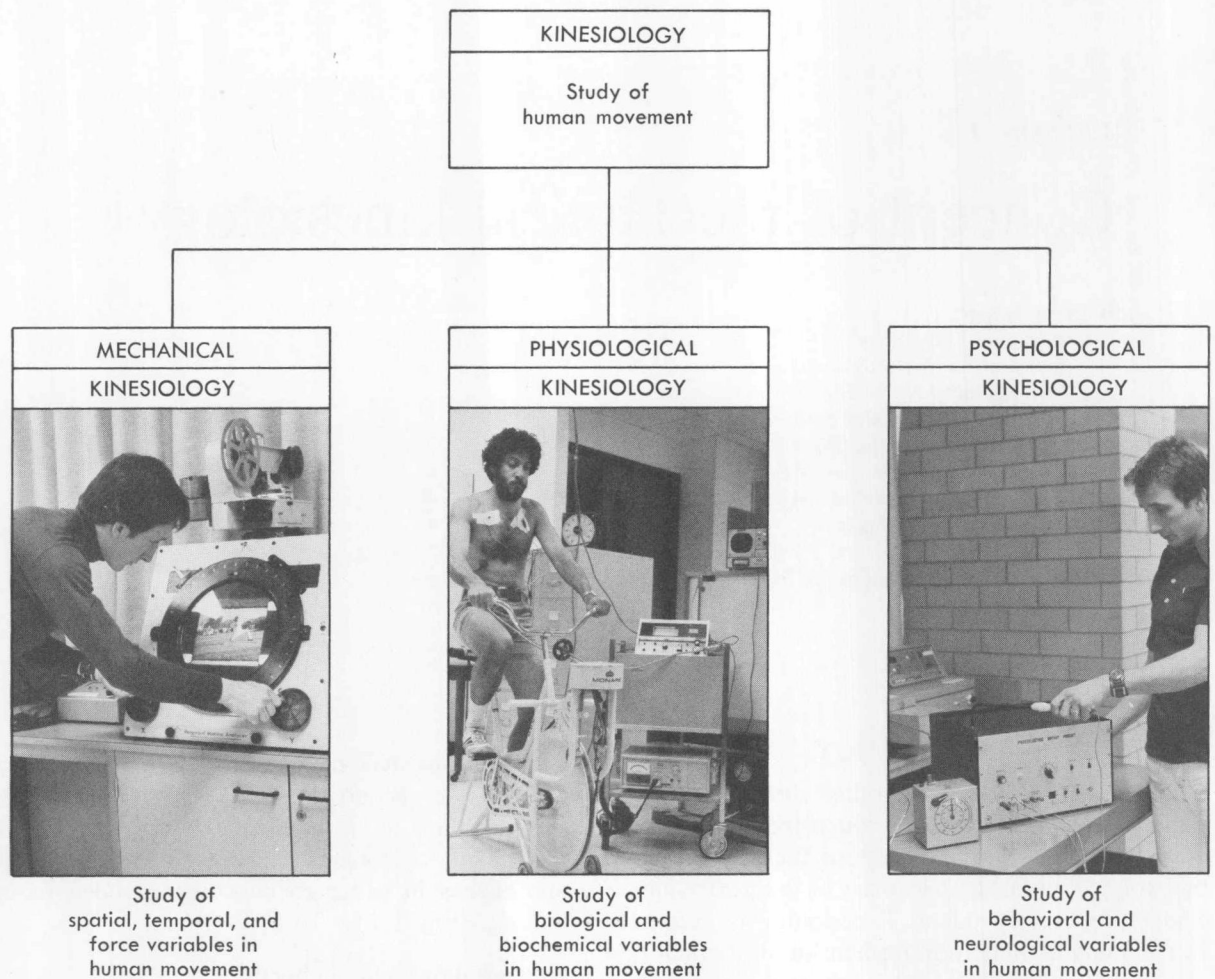 KINESIOLOGY
Study of
human movement
MECHANICAL
KINESIOLOGY
PHYSIOLOGICAL
KINESIOLOGY
PSYCHOLOGICAL
KINESIOLOGY
MONARK
Study of
spatial, temporal, and
force variables in
human movement
Study of
biological and
biochemical variables
in human movement
Study of
behavioral and
neurological variables
in human movement